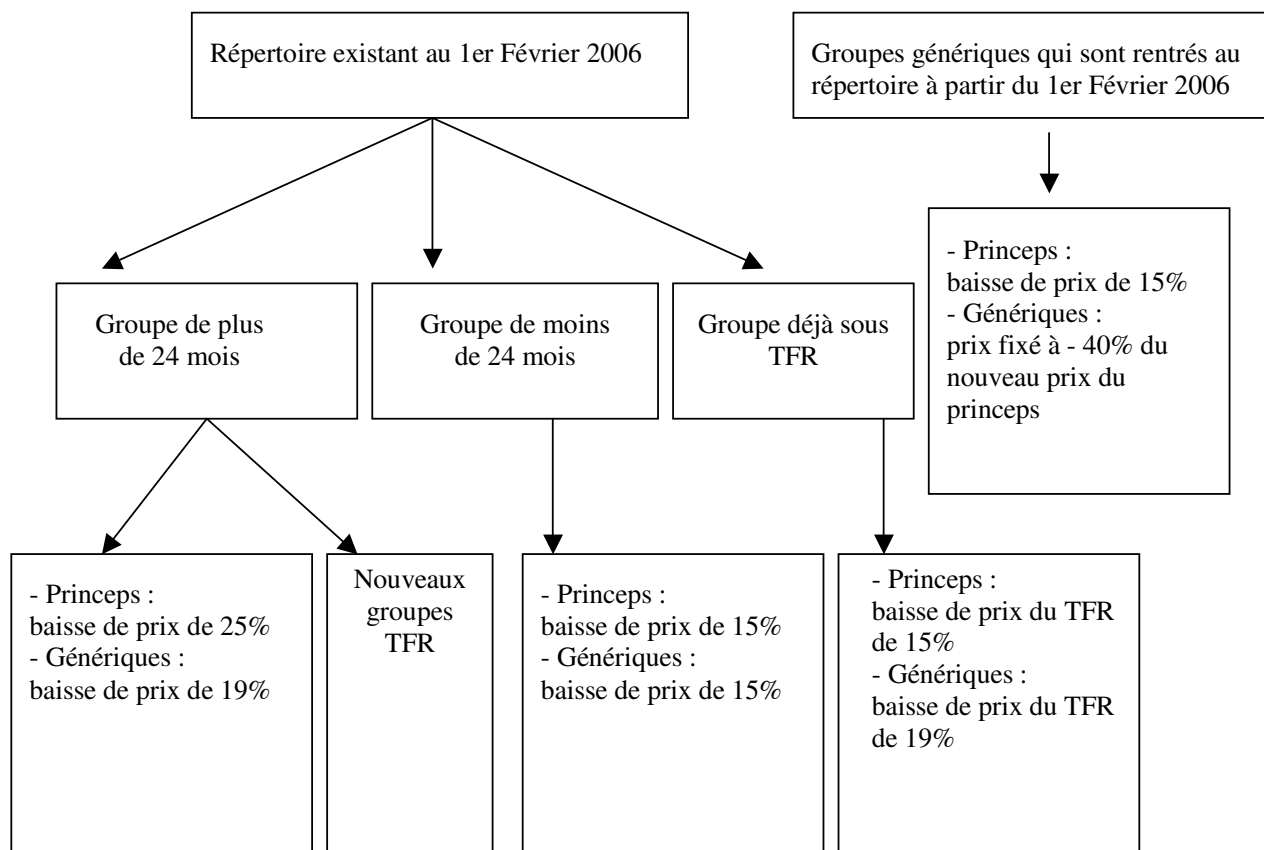 Répertoire existant au 1er Février 2006
Groupes génériques qui sont rentrés au
répertoire à partir du 1er Février 2006
- Princeps :
baisse de prix de 15%
- Génériques :
prix fixé à - 40% du
nouveau prix du
princeps
Groupe de plus
de 24 mois
Groupe de moins
de 24 mois
Groupe déjà sous
TFR
- Princeps :
baisse de prix de 25%
- Génériques :
baisse de prix de 19%
Nouveaux
groupes
TFR
- Princeps :
baisse de prix de 15%
- Génériques :
baisse de prix de 15%
- Princeps :
baisse de prix du TFR
de 15%
- Génériques :
baisse de prix du TFR
de 19%